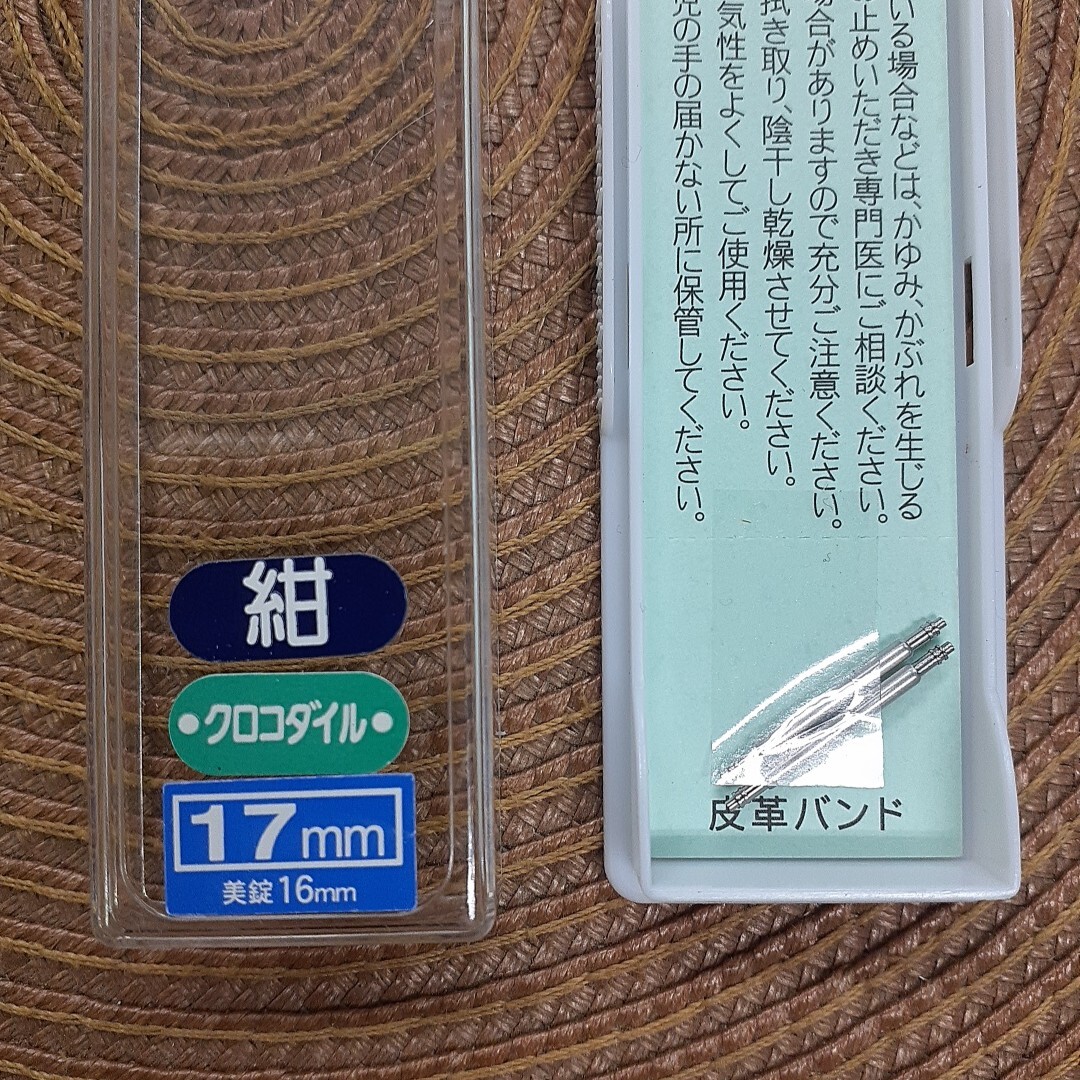 紺
•クロコダイル•
17mm
美錠16mm
いる場合などは、かゆみ、かぶれを生じる
止めいただき専門医にご相談ください。
場合がありますので充分ご注意ください。
拭き取り、陰干し乾燥させてください。
気性をよくしてご使用ください。
児の手の届かない所に保管してください。
皮革バンド